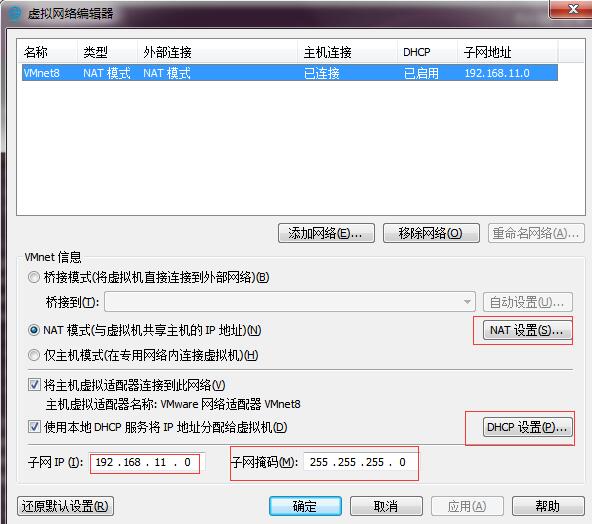 虚拟网络编辑器
名称 类型 外部连接 主机连接 DHCP 子网地址
VMnet8 NAT 模式 NAT 模式 已连接 已启用 192.168.11.0
添加网络(E)... 移除网络(O) 重命名网络(A)...
VMnet 信息
桥接模式(将虚拟机直接连接到外部网络)(B)
桥接到(T): 自动设置(U)...
NAT 模式(与虚拟机共享主机的 IP 地址)(N) NAT 设置(S)...
仅主机模式(在专用网络内连接虚拟机)(H)
将主机虚拟适配器连接到此网络(V)
主机虚拟适配器名称: VMware 网络适配器 VMnet8
使用本地 DHCP 服务将 IP 地址分配给虚拟机(D) DHCP 设置(P)...
子网 IP (I): 192 .168 . 11 . 0 子网掩码(M): 255 .255 .255 . 0
还原默认设置(R) 确定 取消 应用(A) 帮助